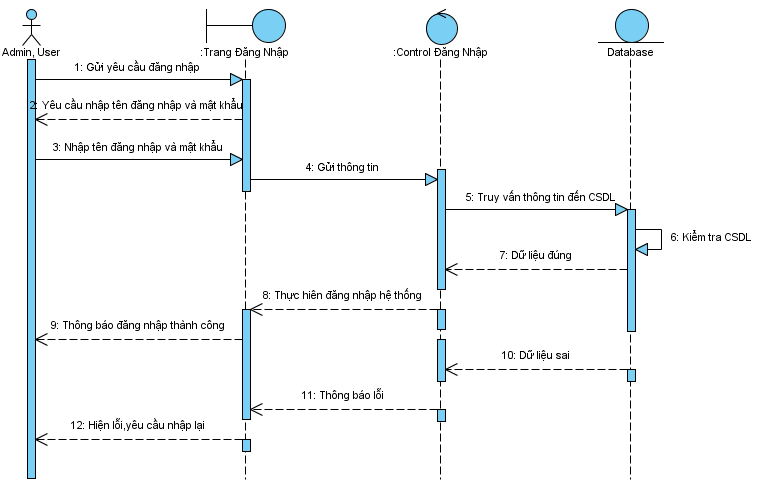 Admin, User
:Trang Đăng Nhập
:Control Đăng Nhập
Database
1: Gửi yêu cầu đăng nhập
2: Yêu cầu nhập tên đăng nhập và mật khẩu
3: Nhập tên đăng nhập và mật khẩu
4: Gửi thông tin
5: Truy vấn thông tin đến CSDL
6: Kiểm tra CSDL
7: Dữ liệu đúng
8: Thực hiên đăng nhập hệ thống
9: Thông báo đăng nhập thành công
10: Dữ liệu sai
11: Thông báo lỗi
12: Hiện lỗi,yêu cầu nhập lại